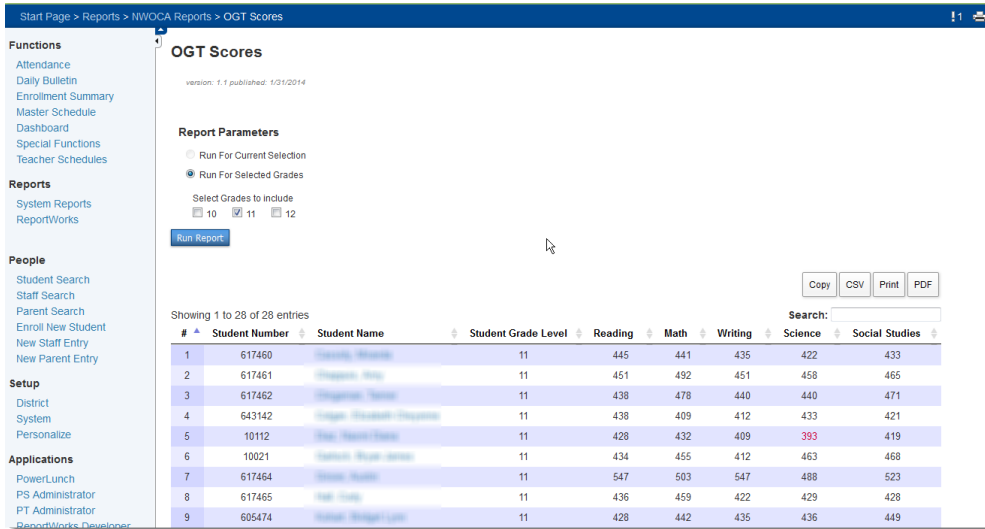 Start Page > Reports > NWOCA Reports > OGT Scores
!1
Functions
Attendance
Daily Bulletin
Enrollment Summary
Master Schedule
Dashboard
Special Functions
Teacher Schedules
Reports
System Reports
ReportWorks
People
Student Search
Staff Search
Parent Search
Enroll New Student
New Staff Entry
New Parent Entry
Setup
District
System
Personalize
Applications
PowerLunch
PS Administrator
PT Administrator
ReportWorks Developer
OGT Scores
version: 1.1 published: 1/31/2014
Report Parameters
Run For Current Selection
Run For Selected Grades
Select Grades to include
10 11 12
Run Report
Copy CSV Print PDF
Showing 1 to 28 of 28 entries Search:
# Student Number Student Name Student Grade Level Reading Math Writing Science Social Studies
1 617460 11 445 441 435 422 433
2 617461 11 451 492 451 458 465
3 617462 11 438 478 440 440 471
4 643142 11 438 409 412 433 421
5 10112 11 428 432 409 393 419
6 10021 11 434 455 412 463 468
7 617464 11 547 503 547 488 523
8 617465 11 436 459 422 429 428
9 605474 11 428 442 435 436 449